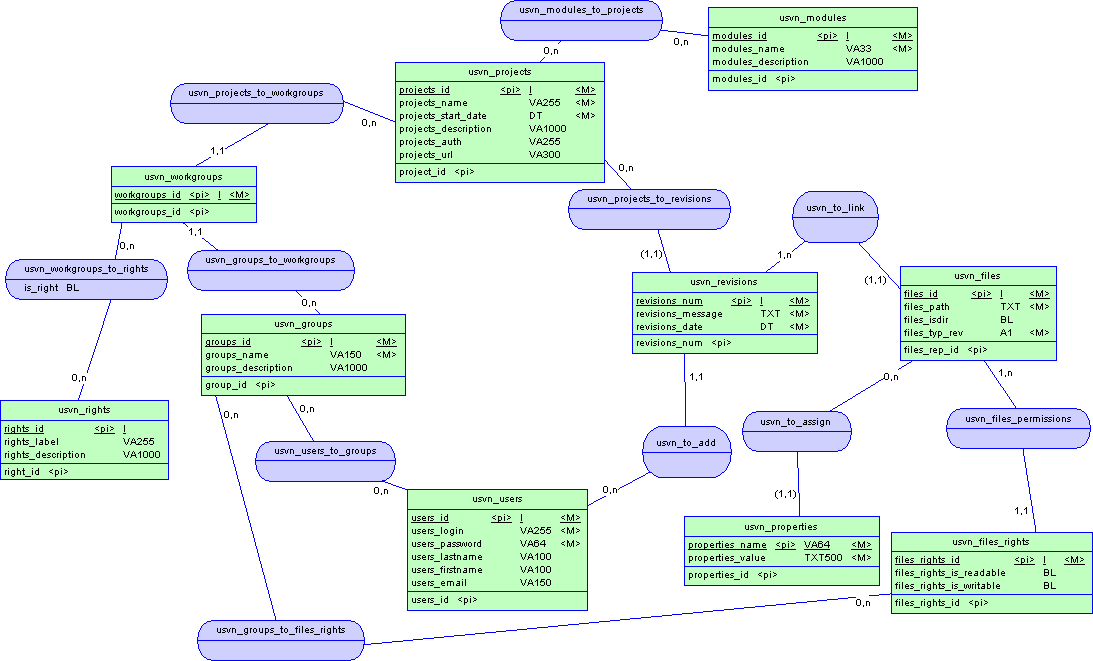 usvn_modules_to_projects
0,n
0,n
usvn_modules
modules_id <pi> I <M>
modules_name VA33 <M>
modules_description VA1000
modules_id <pi>
usvn_projects
projects_id <pi> I <M>
projects_name VA255 <M>
projects_start_date DT <M>
projects_description VA1000
projects_auth VA255
projects_url VA300
project_id <pi>
usvn_projects_to_workgroups
0,n
1,1
usvn_workgroups
workgroups_id <pi> I <M>
workgroups_id <pi>
0,n
1,1
usvn_projects_to_revisions
0,n
(1,1)
usvn_to_link
1,n
(1,1)
usvn_workgroups_to_rights
is_right BL
0,n
usvn_groups_to_workgroups
0,n
usvn_revisions
revisions_num <pi> I <M>
revisions_message TXT <M>
revisions_date DT <M>
revisions_num <pi>
1,1
usvn_files
files_id <pi> I <M>
files_path TXT <M>
files_isdir BL
files_typ_rev A1 <M>
files_rep_id <pi>
0,n
1,n
usvn_groups
groups_id <pi> I <M>
groups_name VA150 <M>
groups_description VA1000
group_id <pi>
0,n
0,n
usvn_rights
rights_id <pi> I
rights_label VA255
rights_description VA1000
right_id <pi>
usvn_users_to_groups
0,n
usvn_to_add
0,n
usvn_to_assign
(1,1)
usvn_files_permissions
1,1
usvn_users
users_id <pi> I <M>
users_login VA255 <M>
users_password VA64 <M>
users_lastname VA100
users_firstname VA100
users_email VA150
users_id <pi>
usvn_properties
properties_name <pi> VA64 <M>
properties_value TXT500 <M>
properties_id <pi>
usvn_files_rights
files_rights_id <pi> I <M>
files_rights_is_readable BL
files_rights_is_writable BL
files_rights_id <pi>
0,n
usvn_groups_to_files_rights